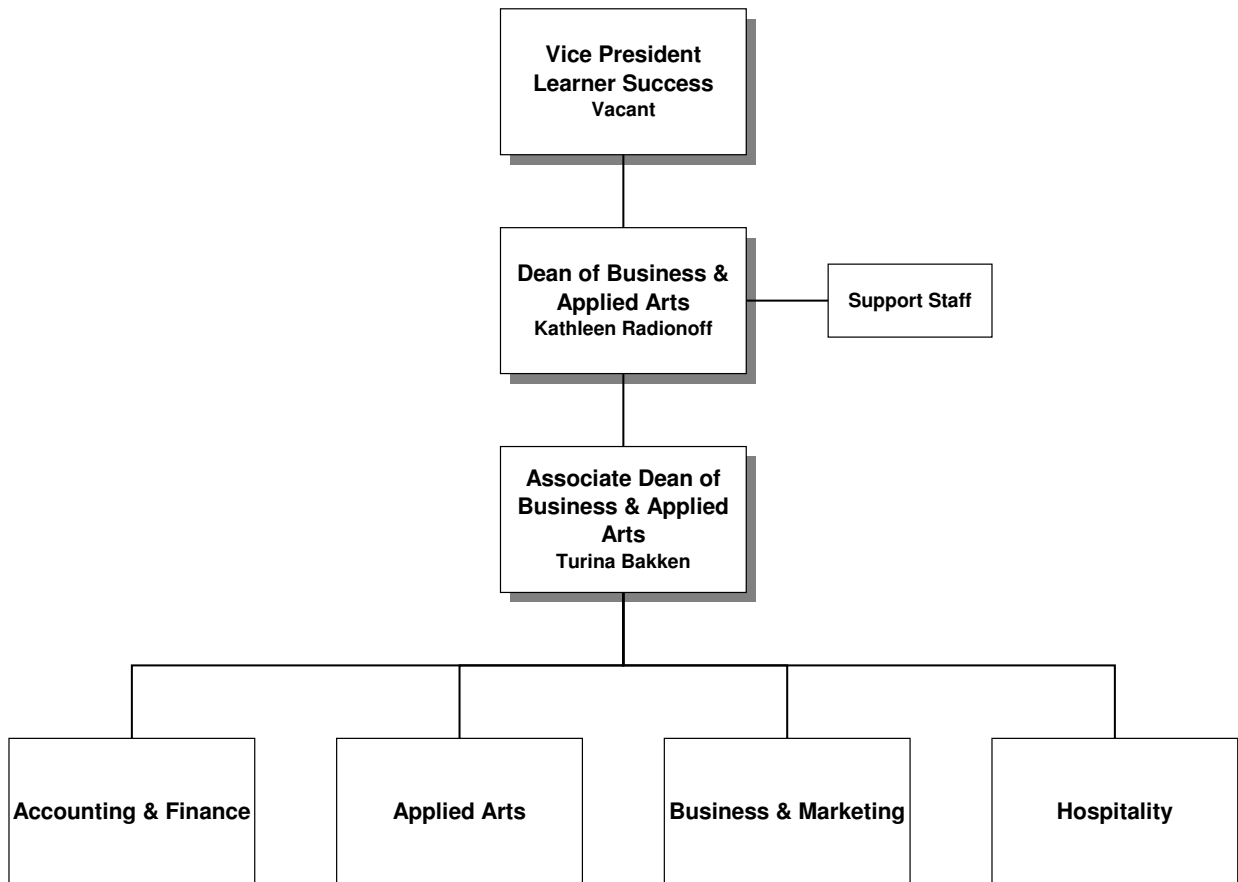 Vice President
Learner Success
Vacant
Dean of Business &
Applied Arts
Kathleen Radionoff
Support Staff
Associate Dean of
Business & Applied
Arts
Turina Bakken
Accounting & Finance
Applied Arts
Business & Marketing
Hospitality